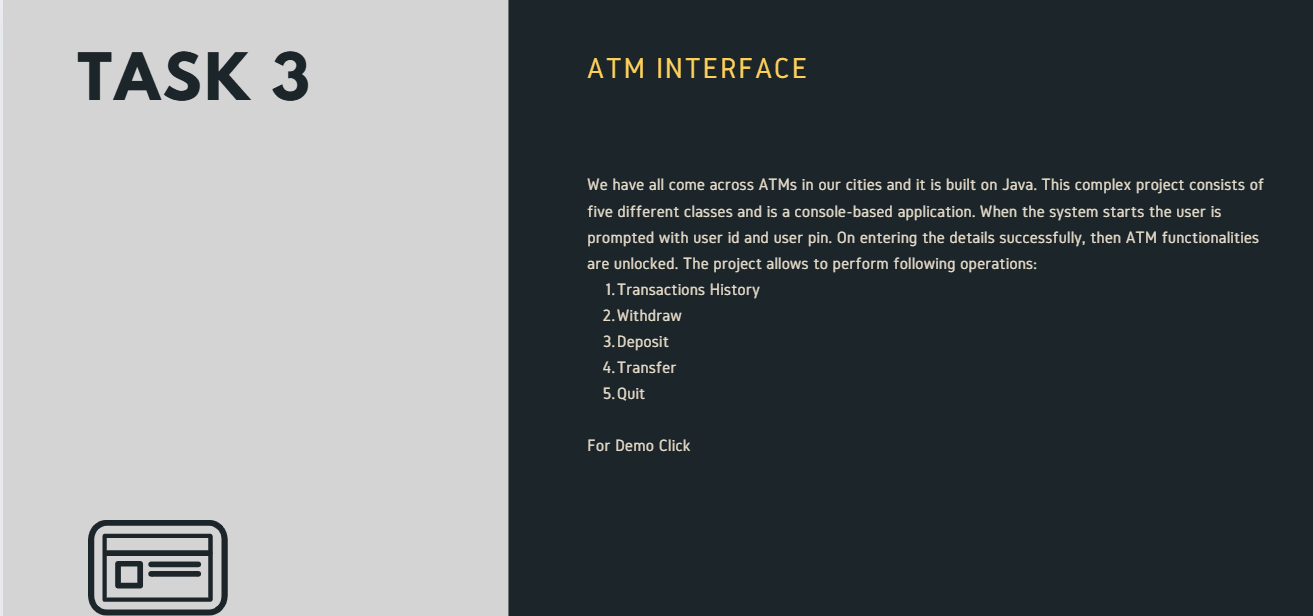 TASK 3
ATM INTERFACE
We have all come across ATMs in our cities and it is built on Java. This complex project consists of
five different classes and is a console-based application. When the system starts the user is
prompted with user id and user pin. On entering the details successfully, then ATM functionalities
are unlocked. The project allows to perform following operations:
1. Transactions History
2. Withdraw
3. Deposit
4. Transfer
5. Quit
For Demo Click